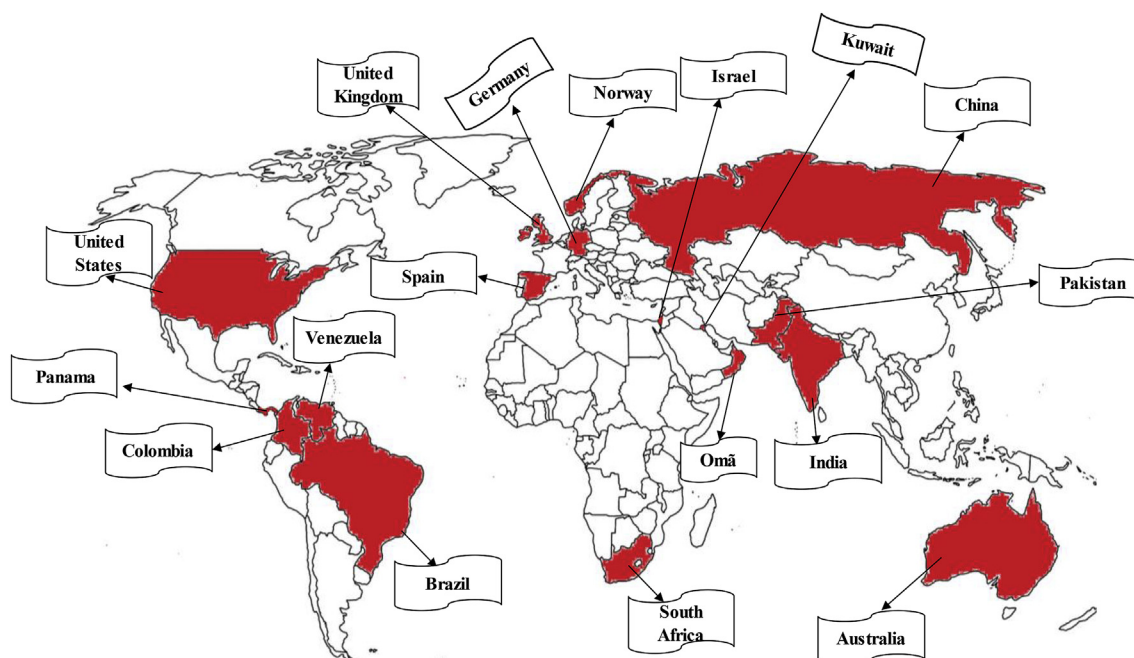 Kuwait
United
Kingdom
Germany
Norway
Israel
China
United
States
Spain
Pakistan
Venezuela
Panama
Colombia
Omã
India
Brazil
South
Africa
Australia